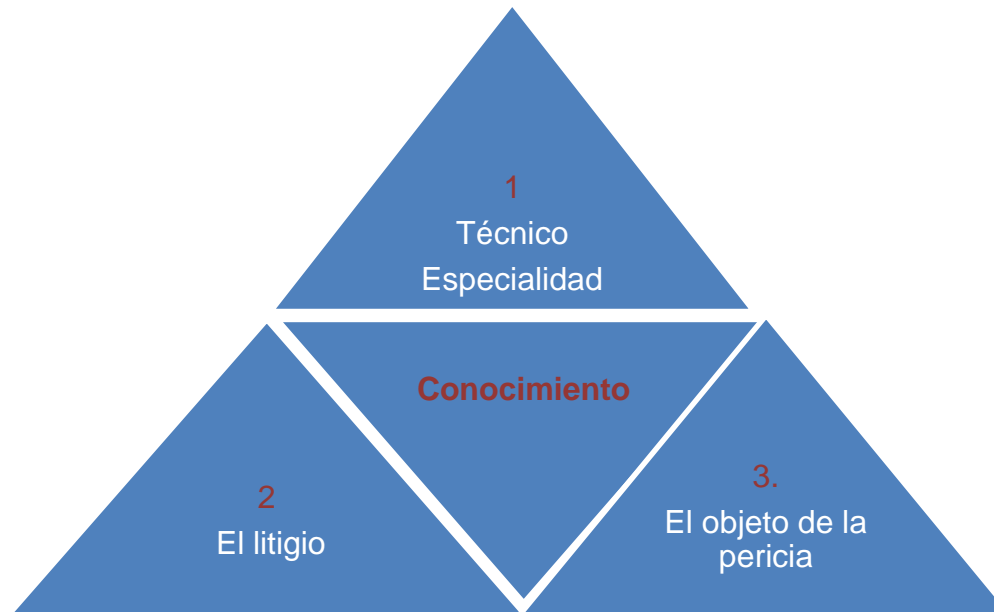 1
Técnico
Especialidad
Conocimiento
2
El litigio
3.
El objeto de la
pericia